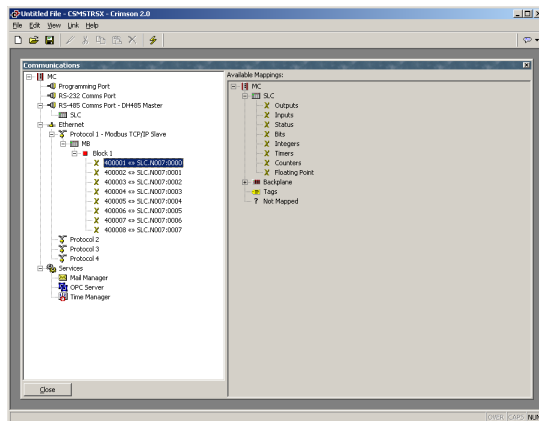 Untitled File - CSMSTRSX - Crimson 2.0
File Edit View Link Help
Communications
MC
Programming Port
RS-232 Comms Port
RS-485 Comms Port - DH485 Master
SLC
Ethernet
Protocol 1 - Modbus TCP/IP Slave
MB
Block 1
400001 <=> SLC.N007:0000
400002 <=> SLC.N007:0001
400003 <=> SLC.N007:0002
400004 <=> SLC.N007:0003
400005 <=> SLC.N007:0004
400006 <=> SLC.N007:0005
400007 <=> SLC.N007:0006
400008 <=> SLC.N007:0007
Protocol 2
Protocol 3
Protocol 4
Services
Mail Manager
OPC Server
Time Manager
Available Mappings:
MC
SLC
Outputs
Inputs
Status
Bits
Integers
Timers
Counters
Floating Point
Backplane
Tags
? Not Mapped
Close
OVER CAPS NUM